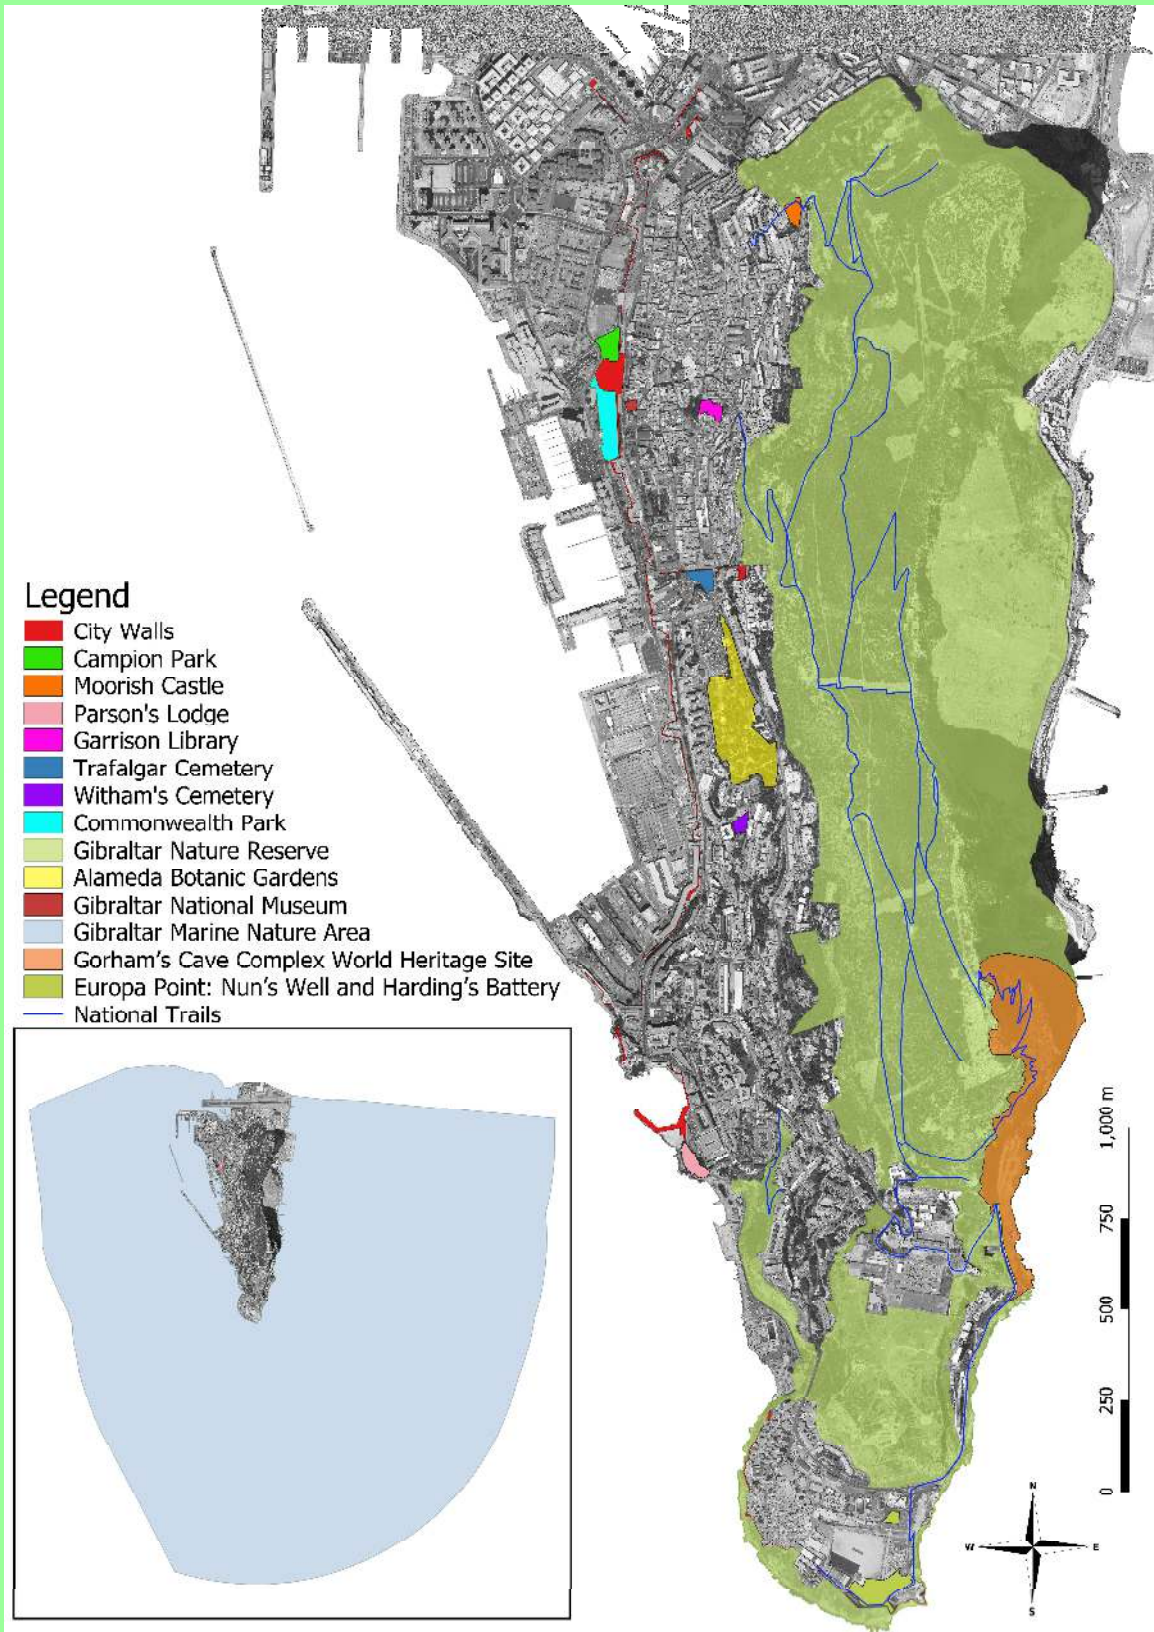 Legend
City Walls
Campion Park
Moorish Castle
Parson's Lodge
Garrison Library
Trafalgar Cemetery
Witham's Cemetery
Commonwealth Park
Gibraltar Nature Reserve
Alameda Botanic Gardens
Gibraltar National Museum
Gibraltar Marine Nature Area
Gorham's Cave Complex World Heritage Site
Europa Point: Nun's Well and Harding's Battery
National Trails
1,000 m
750
500
250
0
N
W E
S